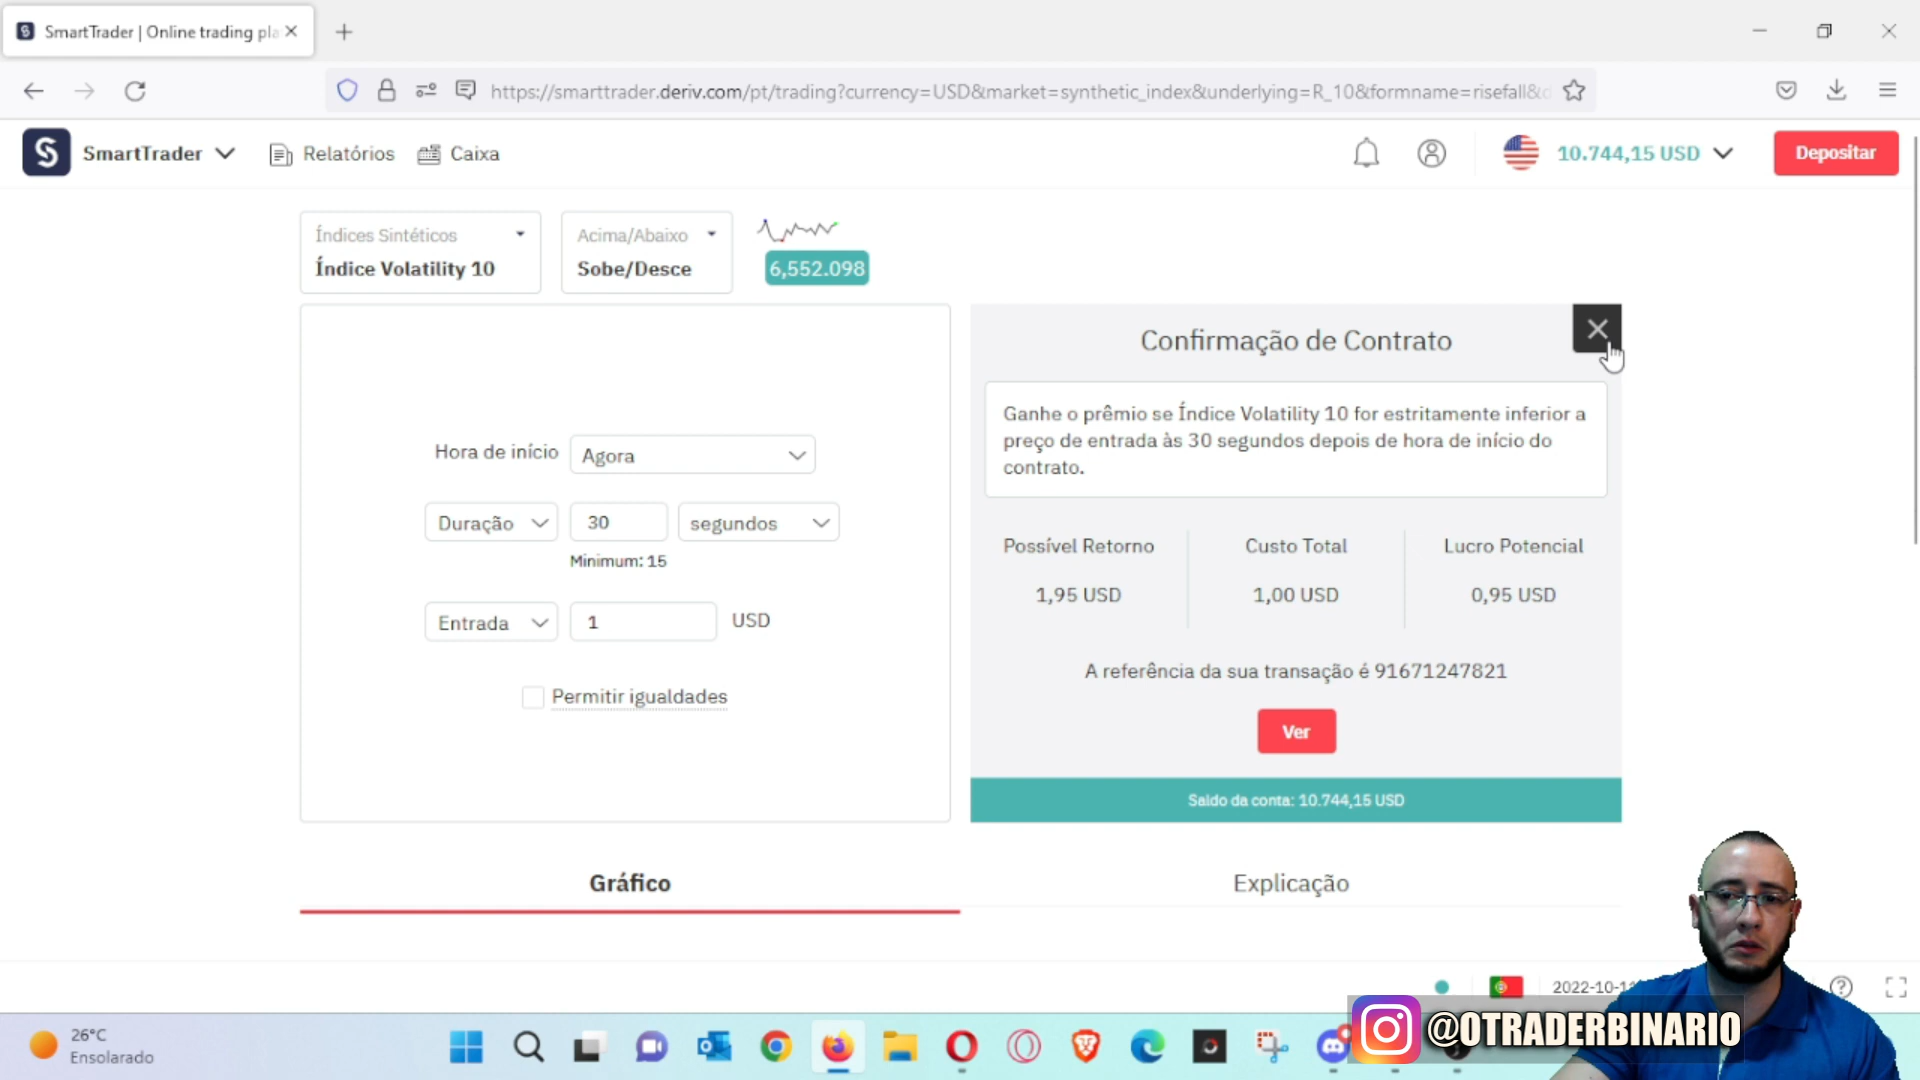 SmartTrader | Online trading pla
https://smarttrader.deriv.com/pt/trading?currency=USD&market=synthetic_index&underlying=R_10&formname=risefall&d
SmartTrader
Relatórios
Caixa
10.744,15 USD
Depositar
Índices Sintéticos
Índice Volatility 10
Acima/Abaixo
Sobe/Desce
6,552.098
Confirmação de Contrato
Ganhe o prêmio se Índice Volatility 10 for estritamente inferior a
preço de entrada às 30 segundos depois de hora de início do
contrato.
Hora de início
Agora
Duração
30
segundos
Minimum: 15
Entrada
1
USD
Permitir igualdades
Possível Retorno
Custo Total
Lucro Potencial
1,95 USD
1,00 USD
0,95 USD
A referência da sua transação é 91671247821
Ver
Saldo da conta: 10.744,15 USD
Gráfico
Explicação
2022-10-1
26°C
Ensolarado
@OTRADERBINARIO